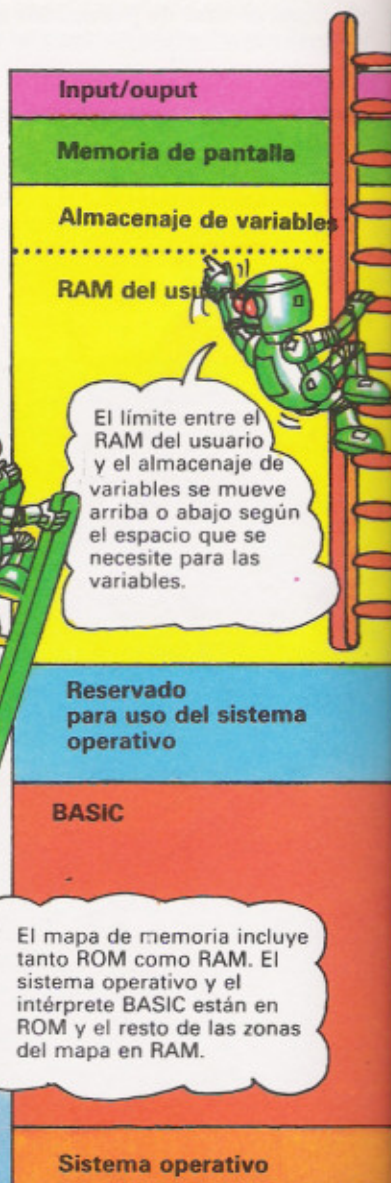 Input/ouput
Memoria de pantalla
Almacenaje de variables
RAM del
El límite entre el
RAM del usuario
y el almacenaje de
variables se mueve
arriba o abajo según
el espacio que se
necesite para las
variables.
Reservado
para uso del sistema
operativo
BASIC
El mapa de memoria incluye
tanto ROM como RAM. El
sistema operativo y el
intérprete BASIC están en
ROM y el resto de las zonas
del mapa en RAM.
Sistema operativo